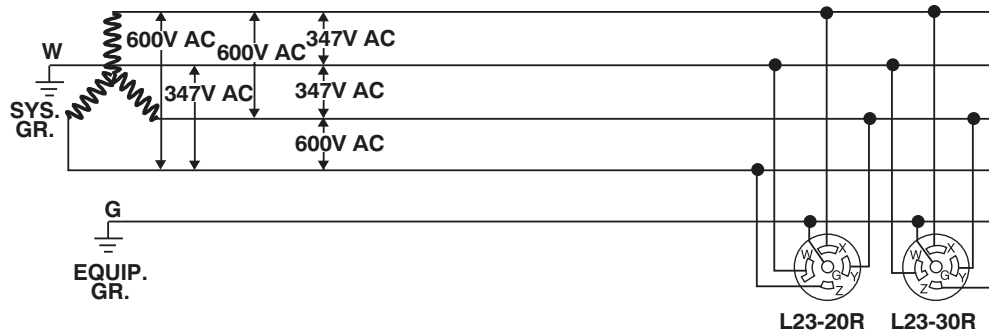 600V AC
600V AC
347V AC
W
347V AC
347V AC
SYS.
GR.
600V AC
G
EQUIP.
GR.
W
X
G
Y
Z
W
X
G
Y
Z
L23-20R
L23-30R